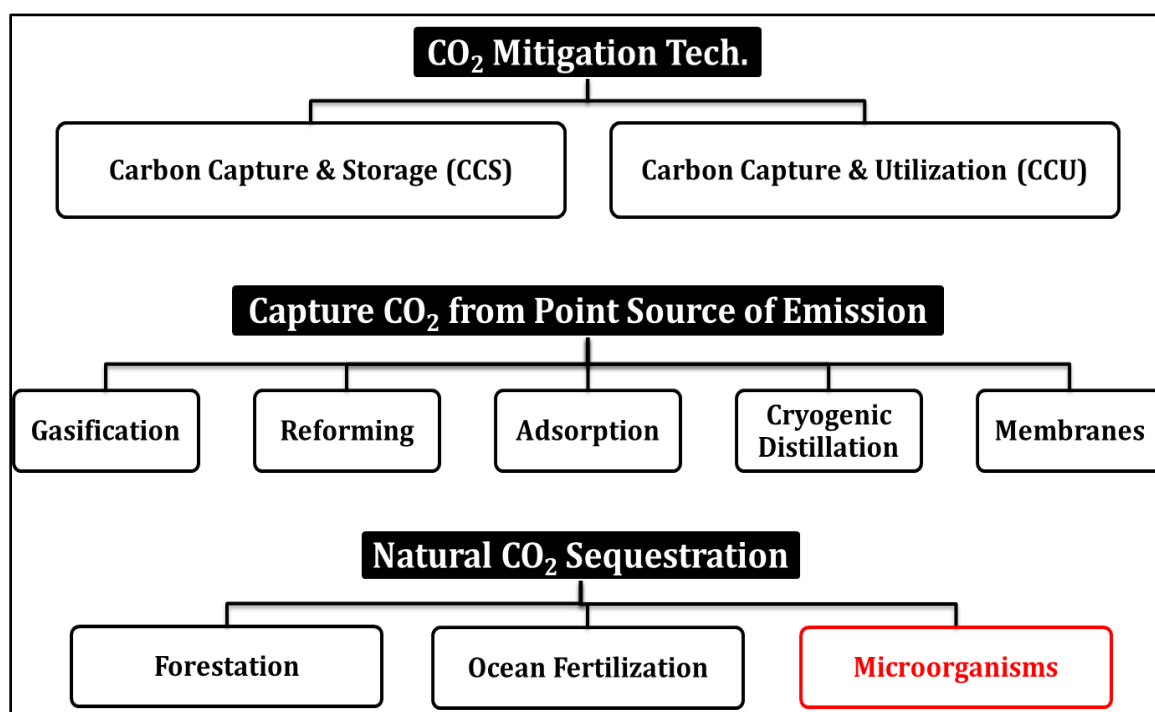 CO₂ Mitigation Tech.
Carbon Capture & Storage (CCS)
Carbon Capture & Utilization (CCU)
Capture CO₂ from Point Source of Emission
Gasification
Reforming
Adsorption
Cryogenic
Distillation
Membranes
Natural CO₂ Sequestration
Forestation
Ocean Fertilization
Microorganisms